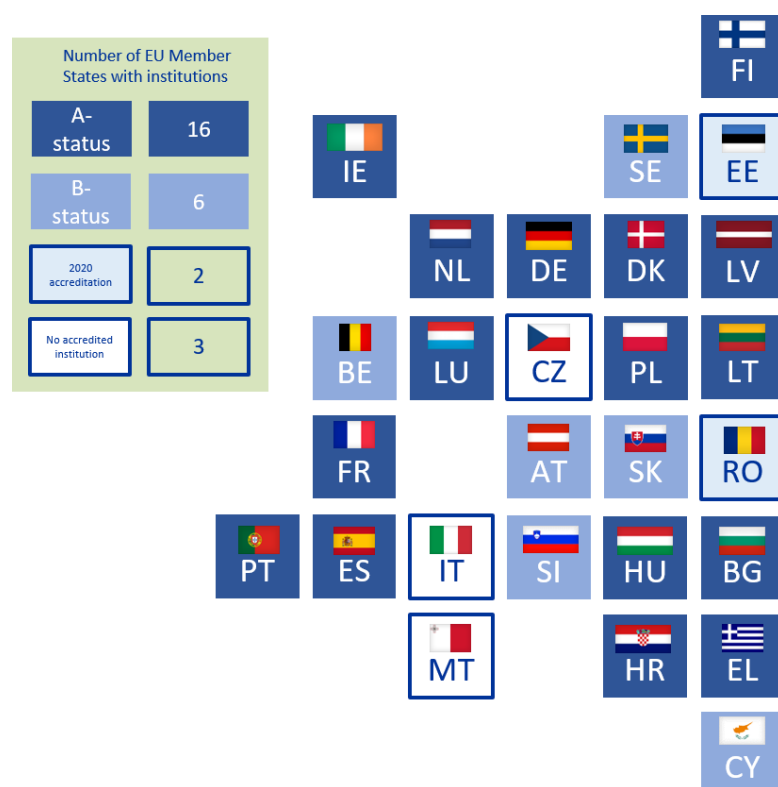 Number of EU Member
States with institutions
A-
status
16
B-
status
6
2020
accreditation
2
No accredited
institution
3
FI
IE
SE
EE
NL
DE
DK
LV
BE
LU
CZ
PL
LT
FR
AT
SK
RO
PT
ES
IT
SI
HU
BG
MT
HR
EL
CY